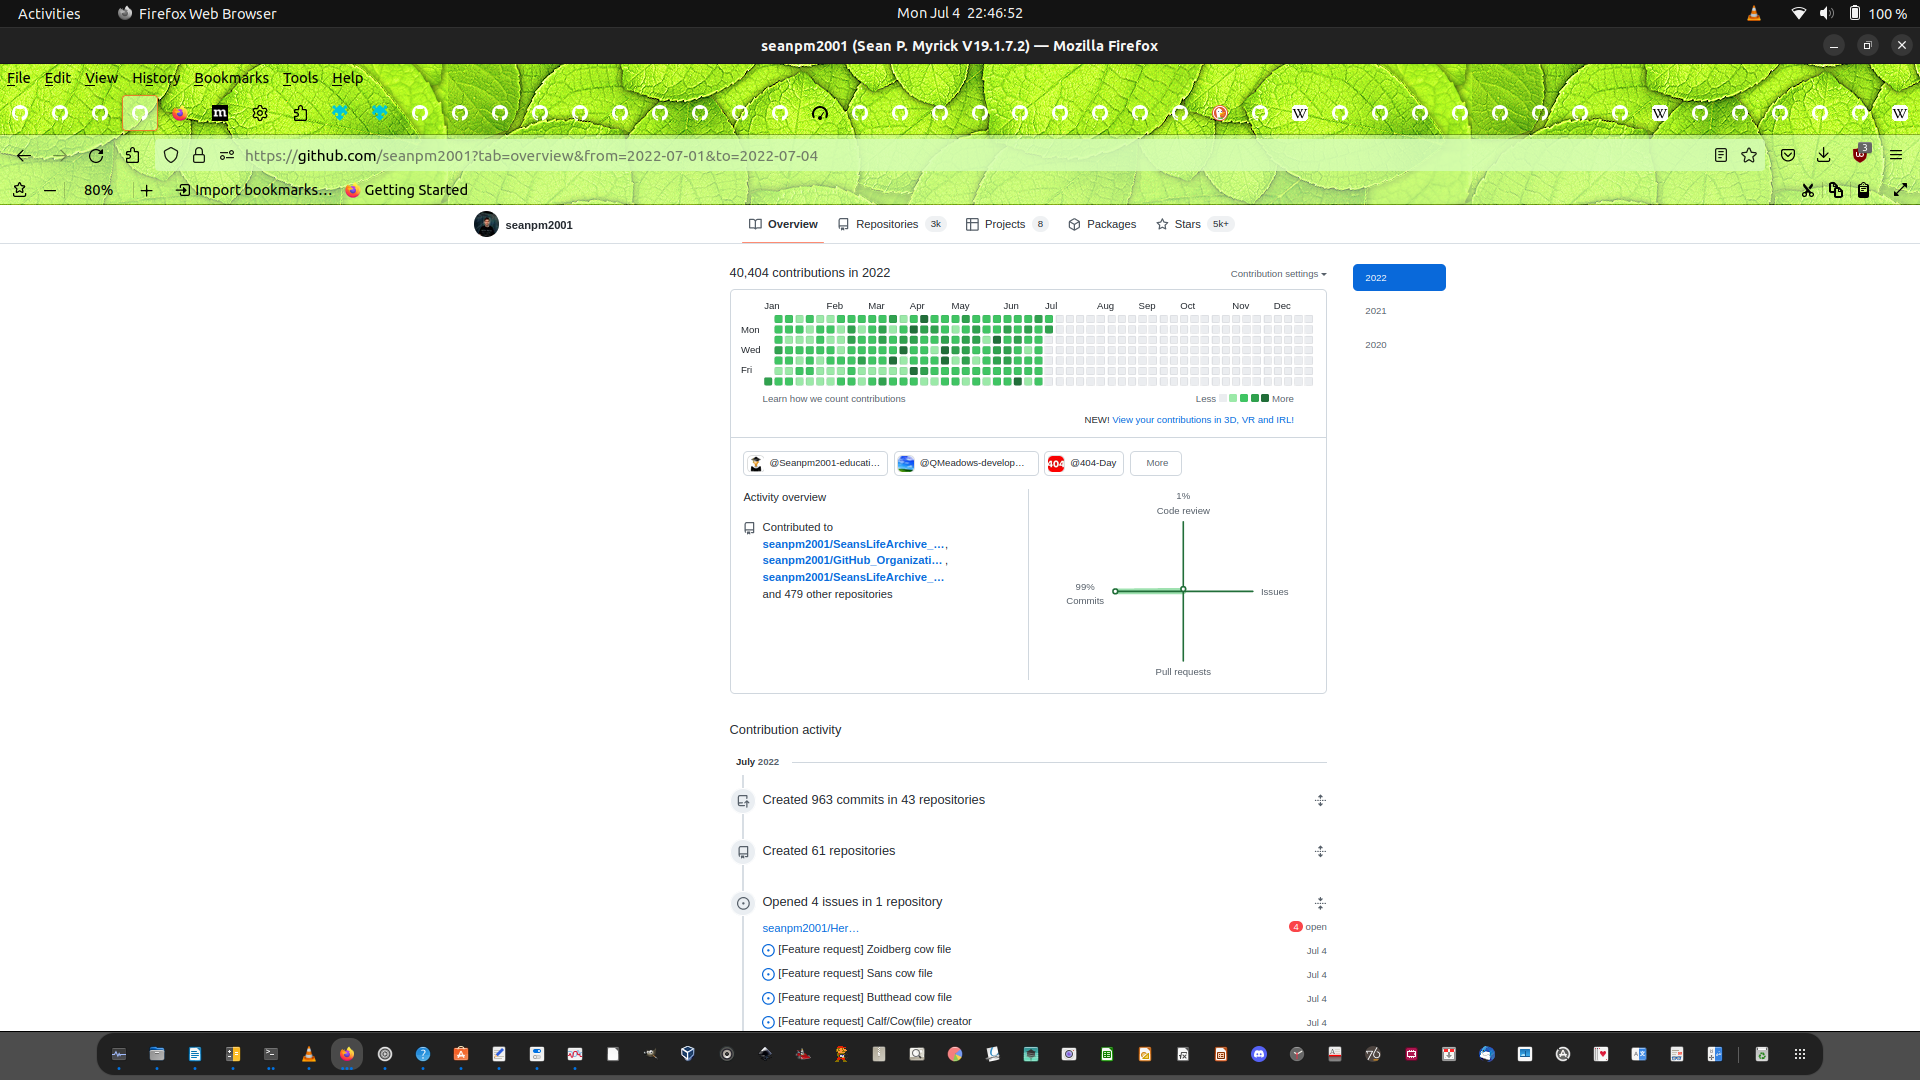 Activities Firefox Web Browser Mon Jul 4 22:46:52 100 %
seanpm2001 (Sean P. Myrick V19.1.7.2) — Mozilla Firefox
File Edit View History Bookmarks Tools Help
https://github.com/seanpm2001?tab=overview&from=2022-07-01&to=2022-07-04 3
80% Import bookmarks... Getting Started
seanpm2001 Overview Repositories 3k Projects 8 Packages Stars 5k+
40,404 contributions in 2022 Contribution settings
2022
2021
2020
Jan Feb Mar Apr May Jun Jul Aug Sep Oct Nov Dec
Mon
Wed
Fri
Learn how we count contributions Less More
NEW! View your contributions in 3D, VR and IRL!
@Seanpm2001-educati... @QMeadows-develop... 404 @404-Day More
Activity overview
Contributed to
seanpm2001/SeansLifeArchive_...,
seanpm2001/GitHub_Organizati... ,
seanpm2001/SeansLifeArchive_...
and 479 other repositories
1%
Code review
99%
Commits
Issues
Pull requests
Contribution activity
July 2022
Created 963 commits in 43 repositories
Created 61 repositories
Opened 4 issues in 1 repository
seanpm2001/Her... 4 open
[Feature request] Zoidberg cow file Jul 4
[Feature request] Sans cow file Jul 4
[Feature request] Butthead cow file Jul 4
[Feature request] Calf/Cow(file) creator Jul 4